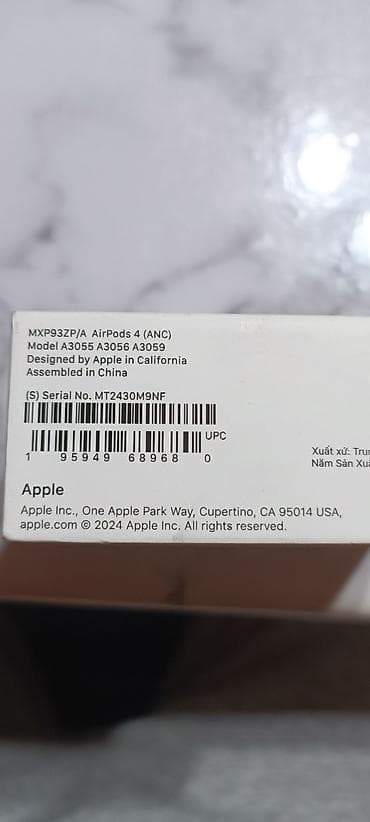 MXP93ZP/A AirPods 4 (ANC)
Model A3055 A3056 A3059
Designed by Apple in California
Assembled in China
(S) Serial No. MT2430M9NF
UPC
1 95949 68968 0
Xuất xứ:
Năm Sản
Apple
Apple Inc., One Apple Park Way, Cupertino, CA 95014 USA,
apple.com © 2024 Apple Inc. All rights reserved.